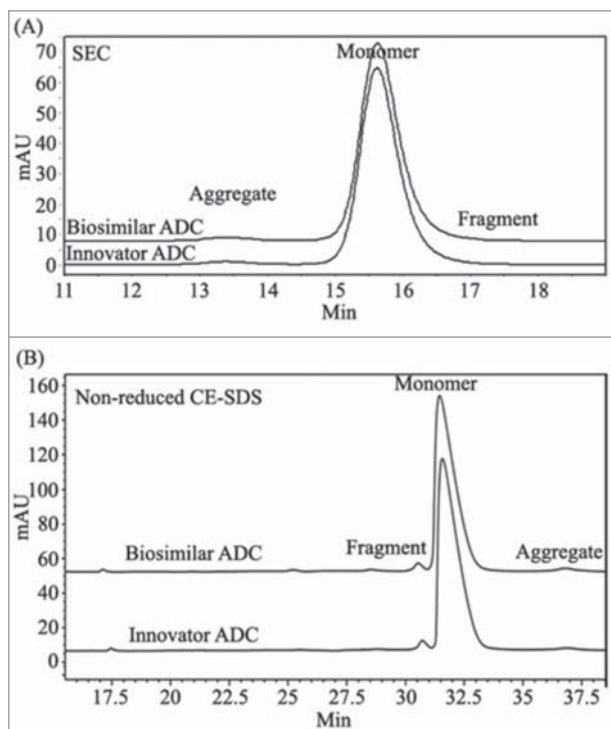 (A)
SEC
Monomer
Aggregate
Fragment
Biosimilar ADC
Innovator ADC
mAU
70
60
50
40
30
20
10
0
11 12 13 14 15 16 17 18
Min
(B)
Non-reduced CE-SDS
Monomer
Biosimilar ADC
Fragment
Aggregate
Innovator ADC
mAU
160
140
120
100
80
60
40
20
0
17.5 20 22.5 25 27.5 30 32.5 35 37.5
Min